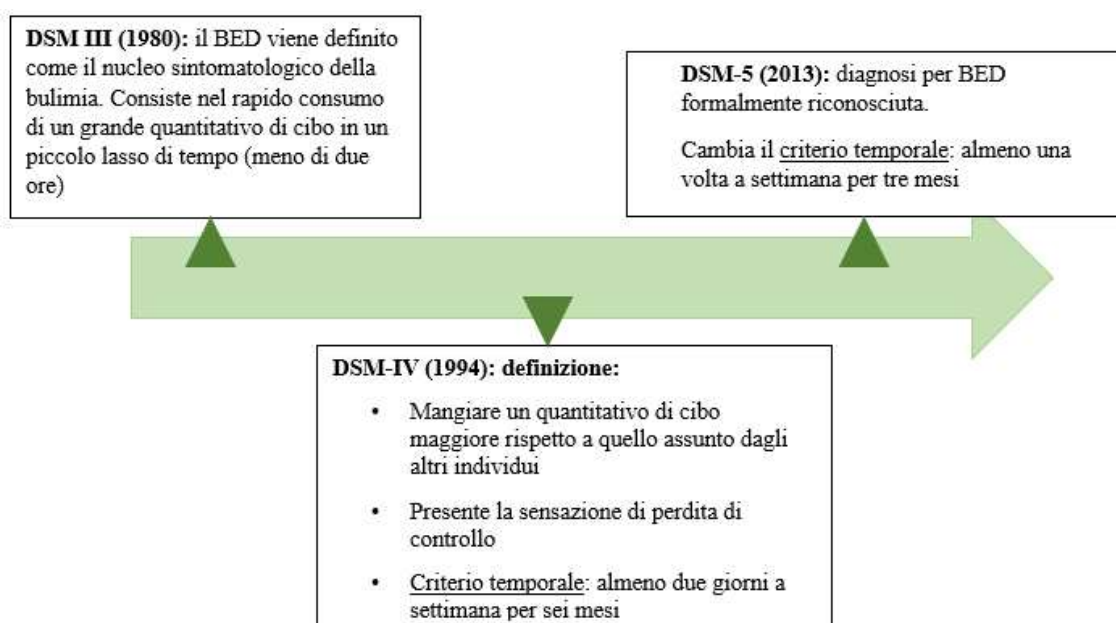 DSM III (1980): il BED viene definito
come il nucleo sintomatologico della
bulimia. Consiste nel rapido consumo
di un grande quantitativo di cibo in un
piccolo lasso di tempo (meno di due
ore)
DSM-5 (2013): diagnosi per BED
formalmente riconosciuta.
Cambia il criterio temporale: almeno una
volta a settimana per tre mesi
DSM-IV (1994): definizione:
• Mangiare un quantitativo di cibo
maggiore rispetto a quello assunto dagli
altri individui
• Presente la sensazione di perdita di
controllo
• Criterio temporale: almeno due giorni a
settimana per sei mesi